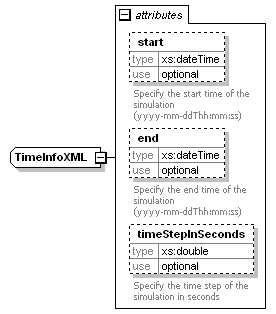 attributes
start
type xs:dateTime
use optional
Specify the start time of the
simulation
(yyyy-mm-ddThh:mm:ss)
TimeInfoXML
end
type xs:dateTime
use optional
Specify the end time of the
simulation
(yyyy-mm-ddThh:mm:ss)
timeStepInSeconds
type xs:double
use optional
Specify the time step of the
simulation in seconds